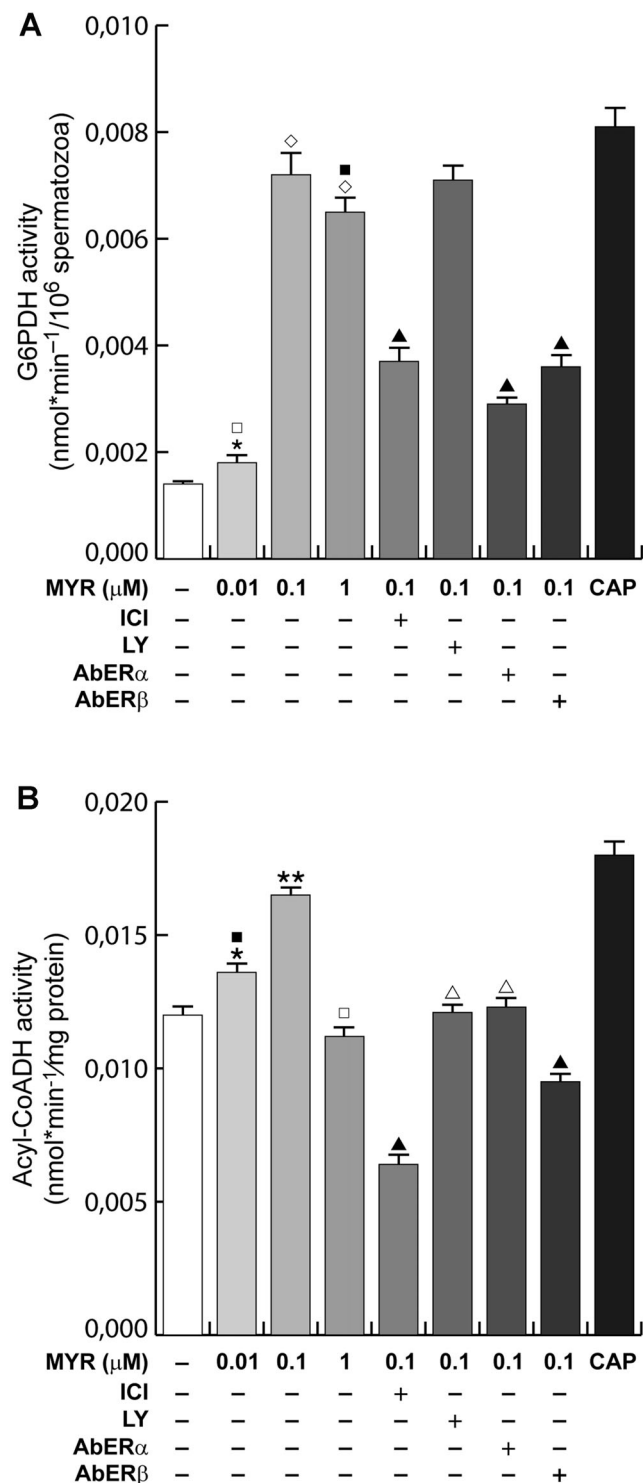 A
G6PDH activity
(nmol*min⁻¹/10⁶ spermatozoa)
0,010
0,008
0,006
0,004
0,002
0,000
◇
■
◇
□
*
▲
▲
▲
MYR (μM) – 0.01 0.1 1 0.1 0.1 0.1 0.1 CAP
ICI – – – – + – – –
LY – – – – – + – –
AbERα – – – – – – + –
AbERβ – – – – – – – +
B
Acyl-CoADH activity
(nmol*min⁻¹/mg protein)
0,020
0,015
0,010
0,005
0,000
■
*
**
□
▲
△
△
▲
MYR (μM) – 0.01 0.1 1 0.1 0.1 0.1 0.1 CAP
ICI – – – – + – – –
LY – – – – – + – –
AbERα – – – – – – + –
AbERβ – – – – – – – +